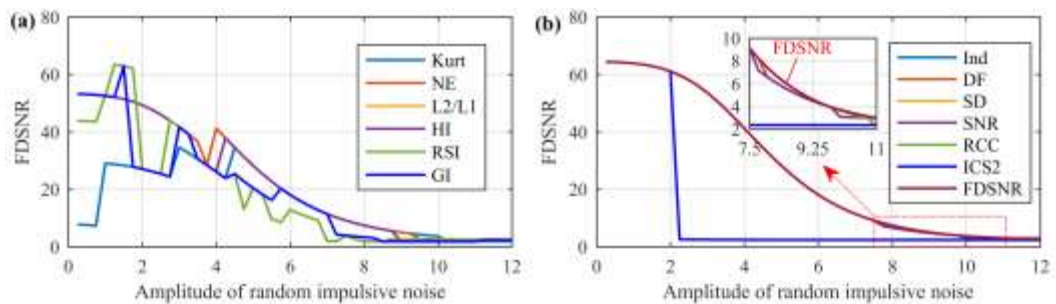 (a)
80
60
40
20
0
FDSNR
0 2 4 6 8 10 12
Amplitude of random impulsive noise
Kurt
NE
L2/L1
HI
RSI
GI
(b)
80
60
40
20
0
FDSNR
0 2 4 6 8 10 12
Amplitude of random impulsive noise
10
8
6
4
2
7.5 9.25 11
FDSNR
Ind
DF
SD
SNR
RCC
ICS2
FDSNR